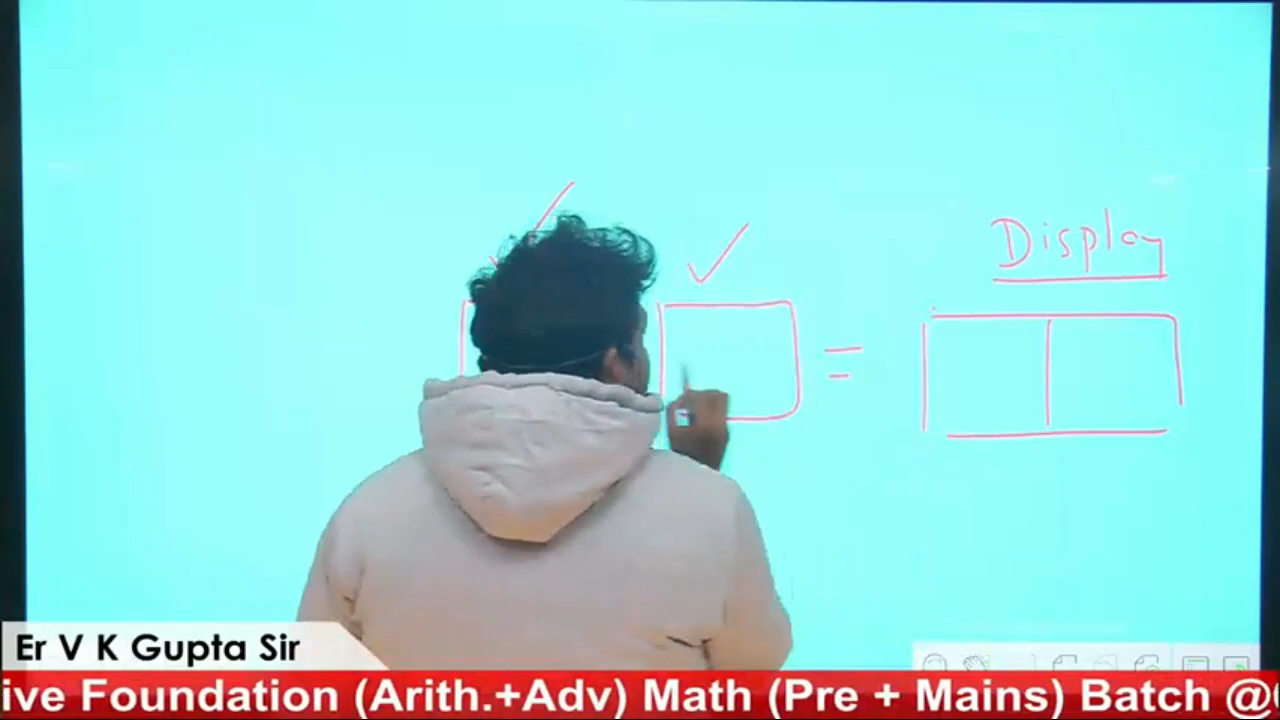 Display
=
Er V K Gupta Sir
ive Foundation (Arith.+Adv) Math (Pre + Mains) Batch @